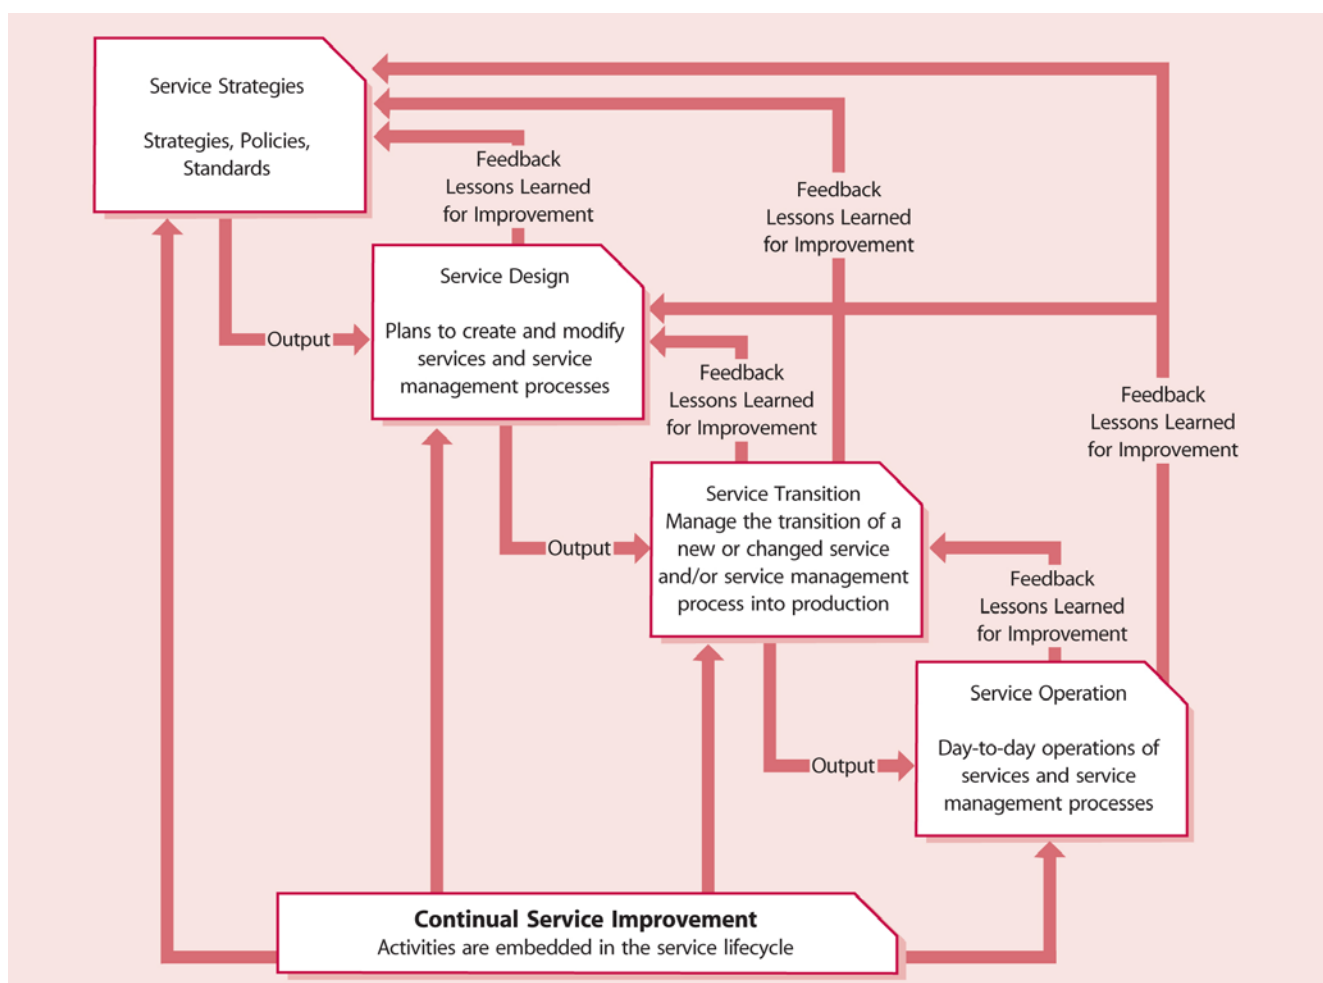 Service Strategies
Strategies, Policies,
Standards
Feedback
Lessons Learned
for Improvement
Feedback
Lessons Learned
for Improvement
Service Design
Plans to create and modify
services and service
management processes
Output
Feedback
Lessons Learned
for Improvement
Feedback
Lessons Learned
for Improvement
Service Transition
Manage the transition of a
new or changed service
and/or service management
process into production
Output
Feedback
Lessons Learned
for Improvement
Service Operation
Day-to-day operations of
services and service
management processes
Output
Continual Service Improvement
Activities are embedded in the service lifecycle